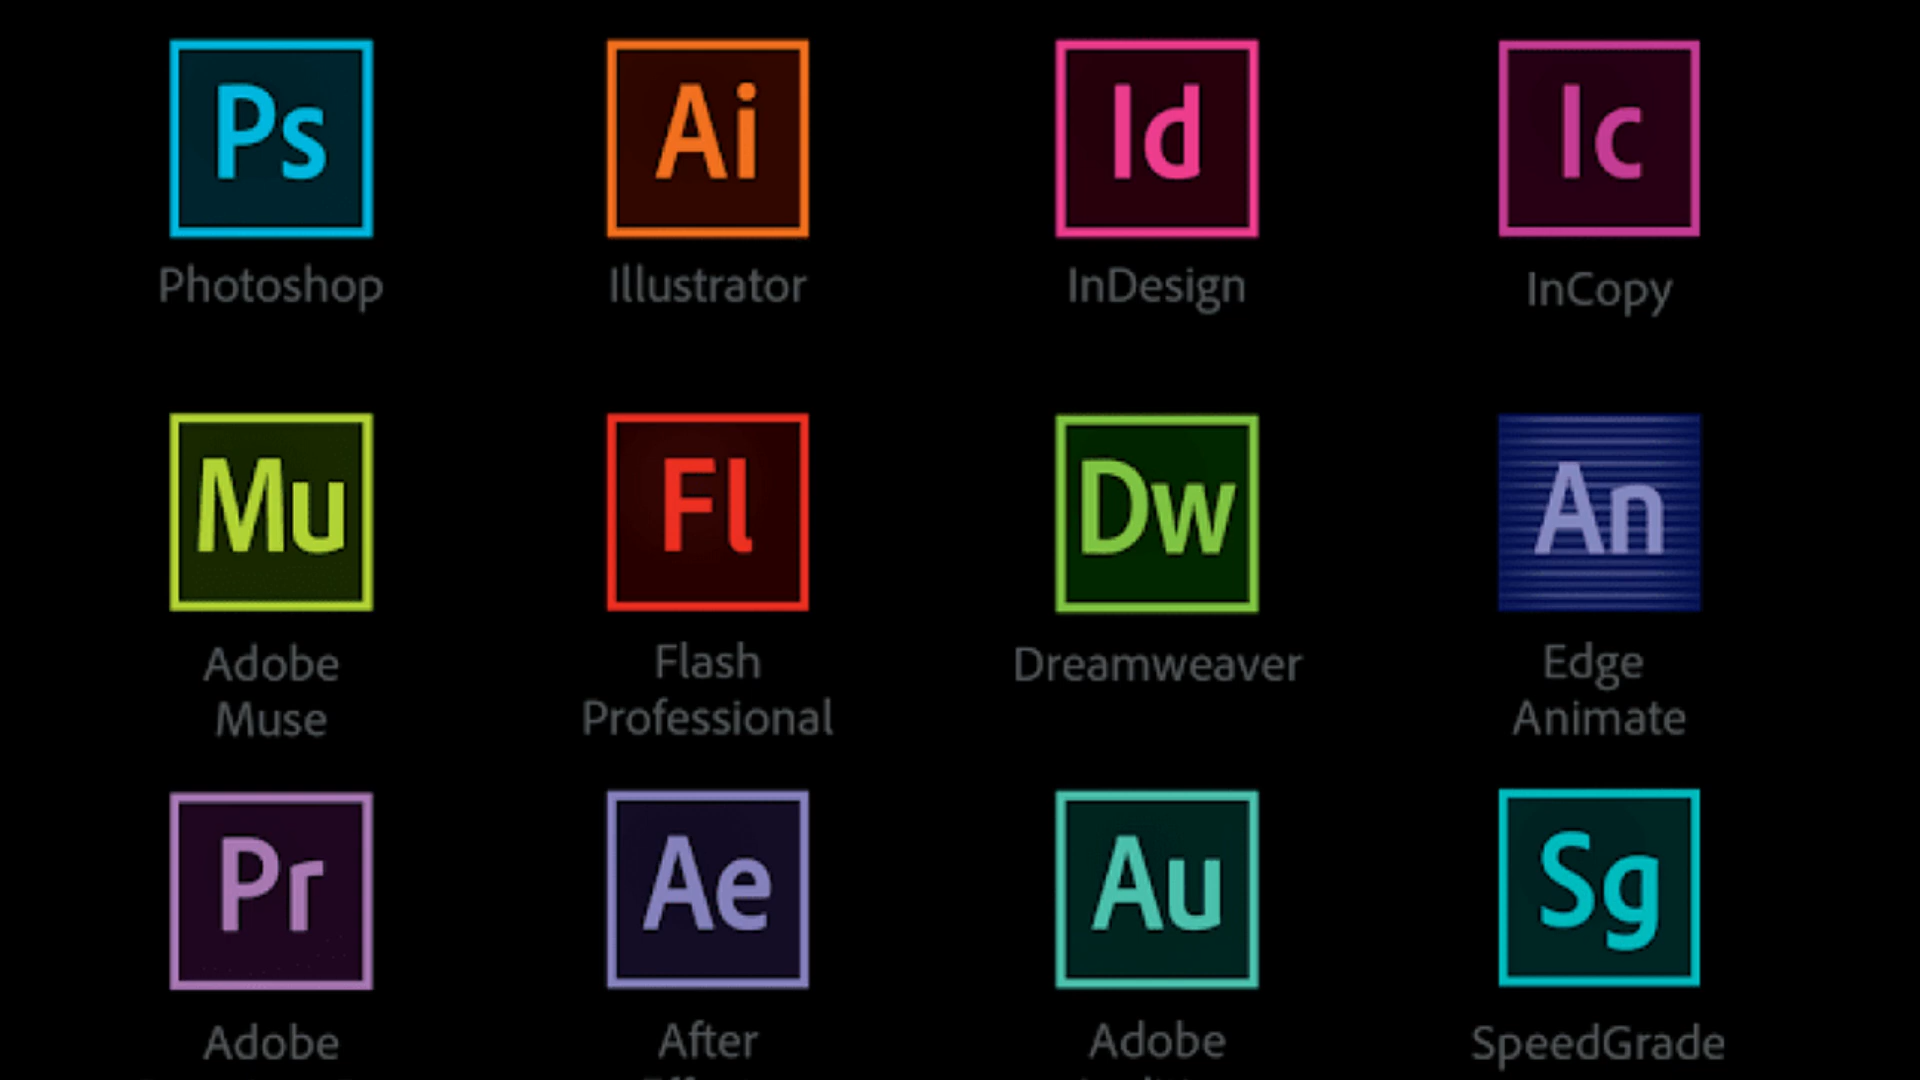 Ps Ai Id Ic
Photoshop Illustrator InDesign InCopy
Mu Fl Dw An
Adobe Flash Dreamweaver Edge
Muse Professional Animate
Pr Ae Au Sg
Adobe After Adobe SpeedGrade